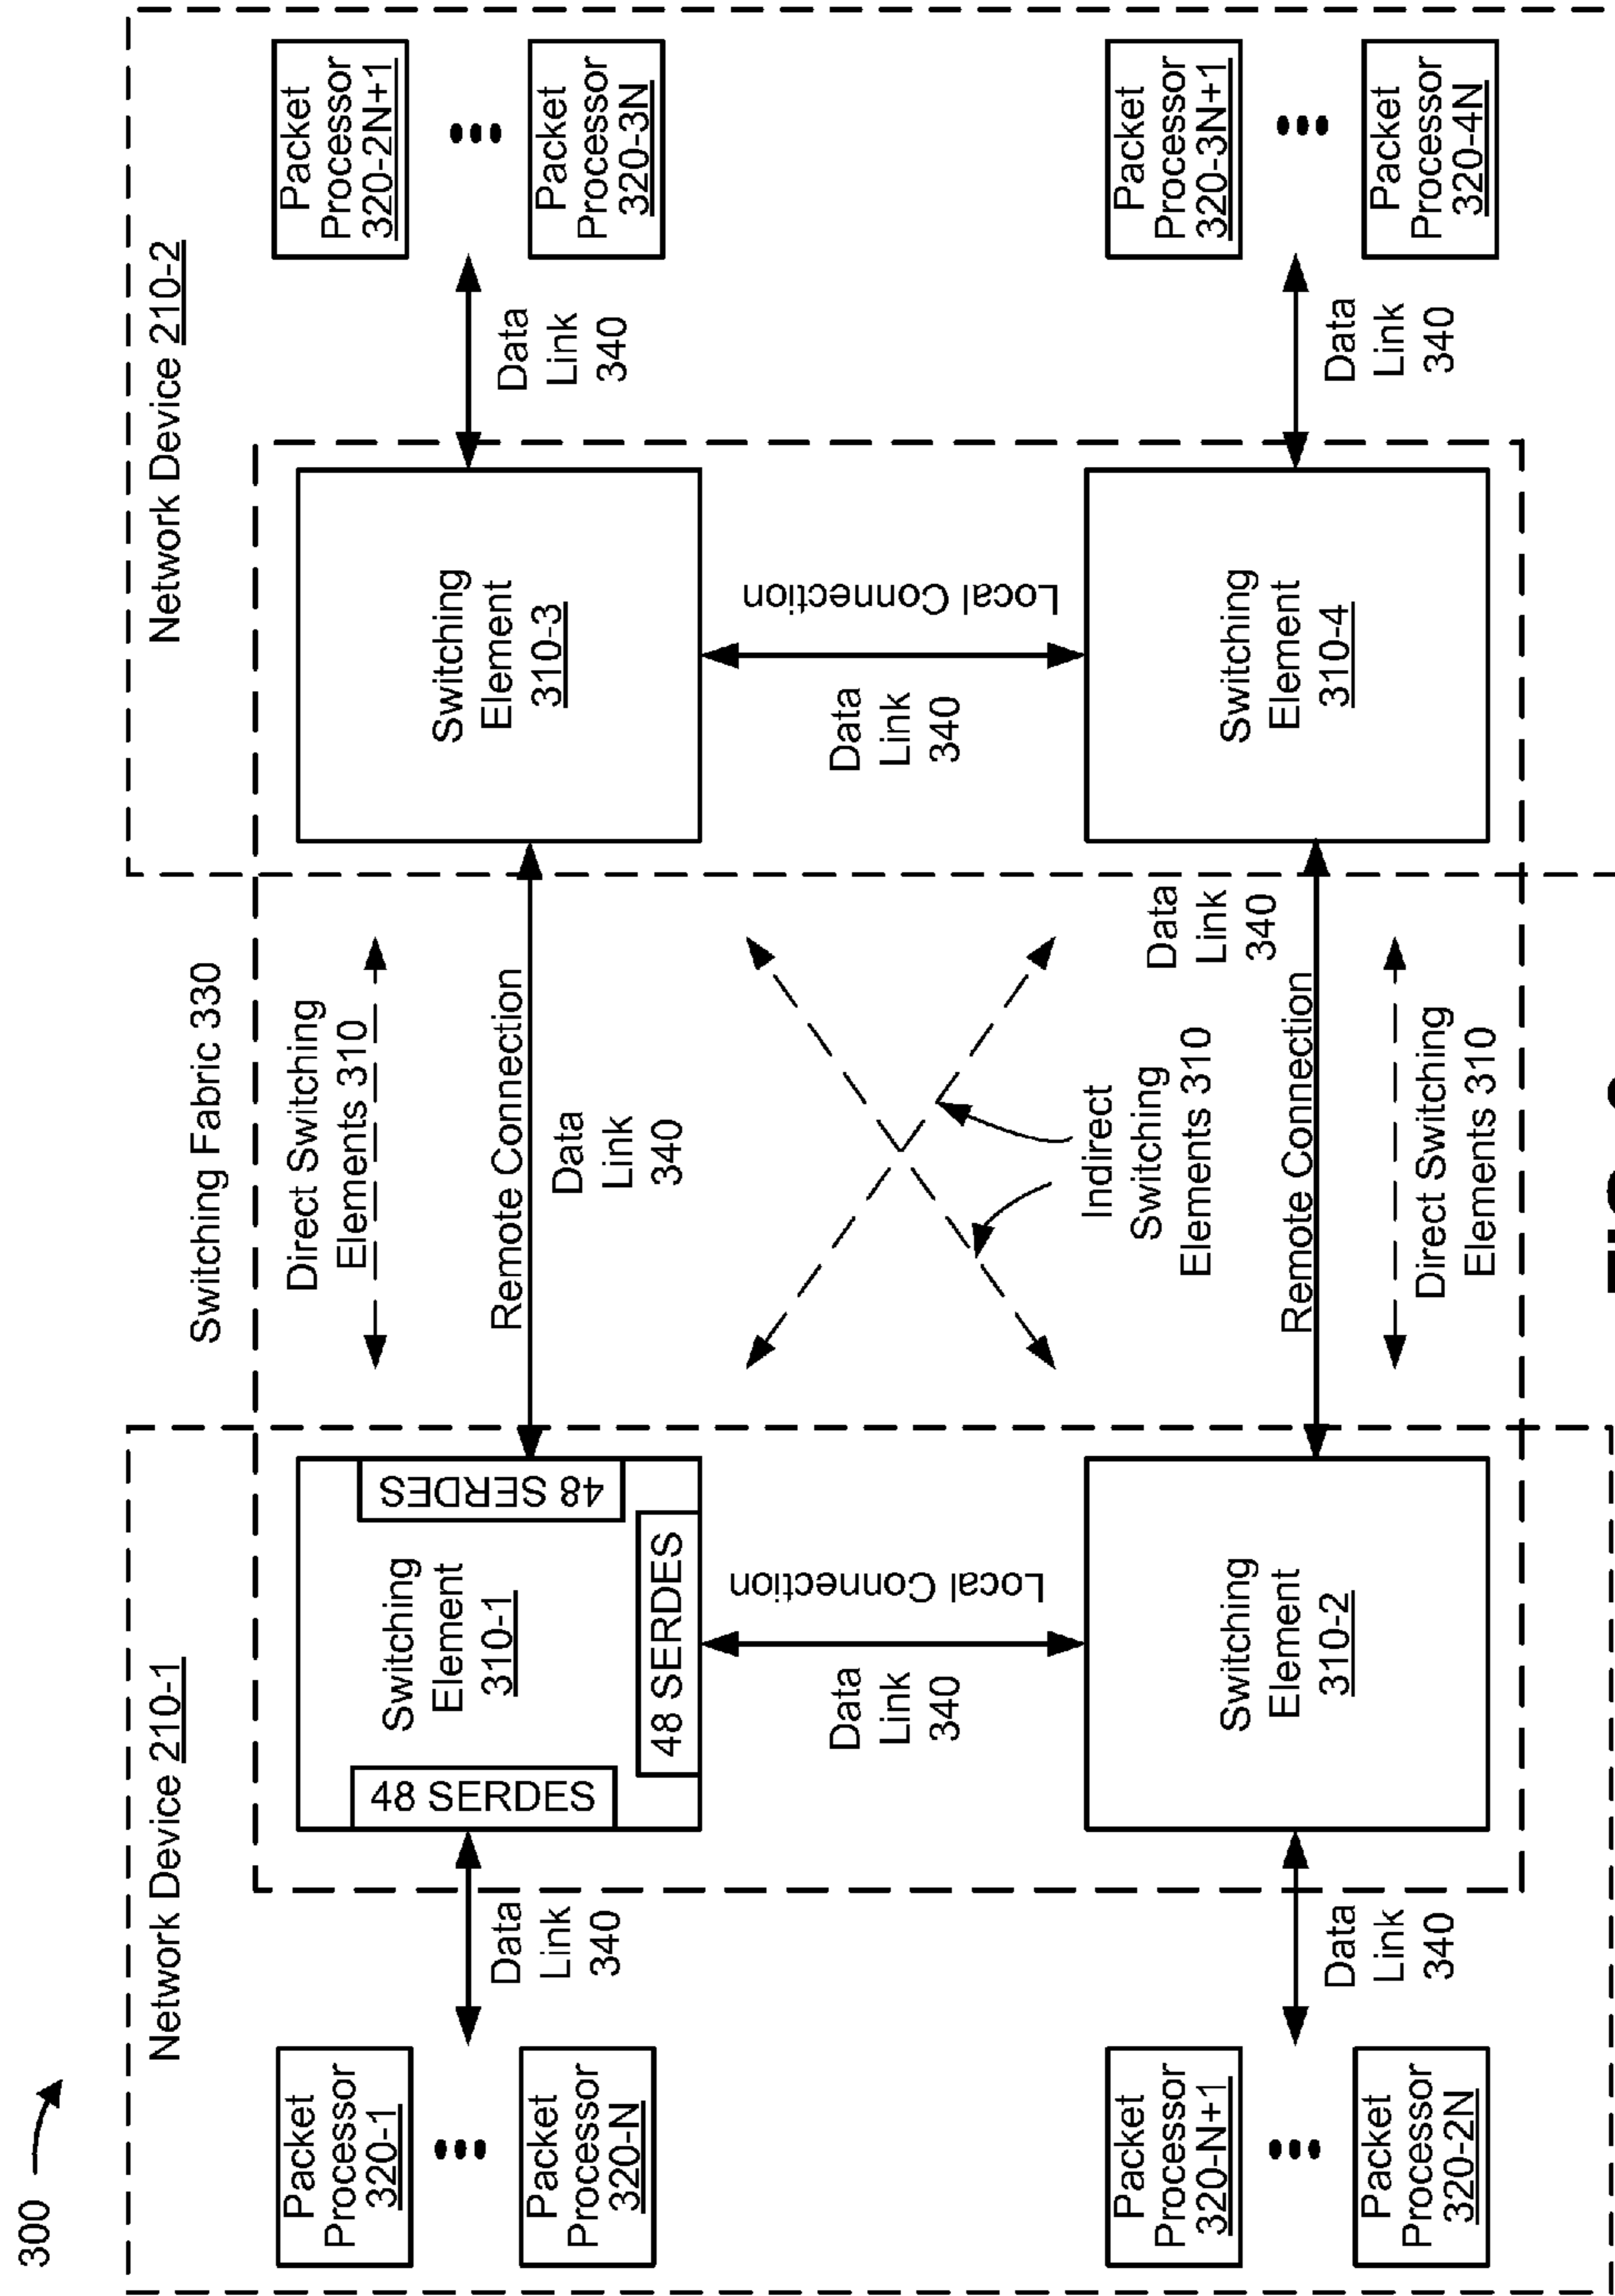 300
Network Device 210-1
Switching Fabric 330
Network Device 210-2
Packet
Processor
320-1
Packet
Processor
320-N
Data
Link
340
48 SERDES
Switching
Element
310-1
48 SERDES
48 SERDES
Direct Switching
Elements 310
Remote Connection
Data
Link
340
Switching
Element
310-3
Data
Link
340
Packet
Processor
320-2N+1
Packet
Processor
320-3N
Data
Link
340
Local Connection
Indirect
Switching
Elements 310
Data
Link
340
Local Connection
Packet
Processor
320-N+1
Packet
Processor
320-2N
Data
Link
340
Switching
Element
310-2
Data
Link
340
Remote Connection
Direct Switching
Elements 310
Switching
Element
310-4
Data
Link
340
Packet
Processor
320-3N+1
Packet
Processor
320-4N